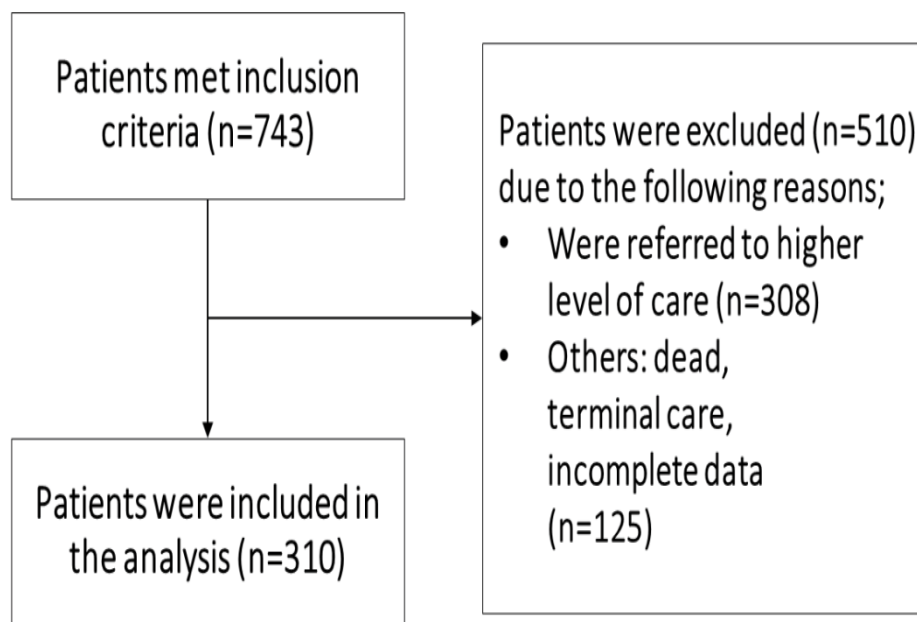 Patients met inclusion
criteria (n=743)
Patients were excluded (n=510)
due to the following reasons;
• Were referred to higher
level of care (n=308)
• Others: dead,
terminal care,
incomplete data
(n=125)
Patients were included in
the analysis (n=310)